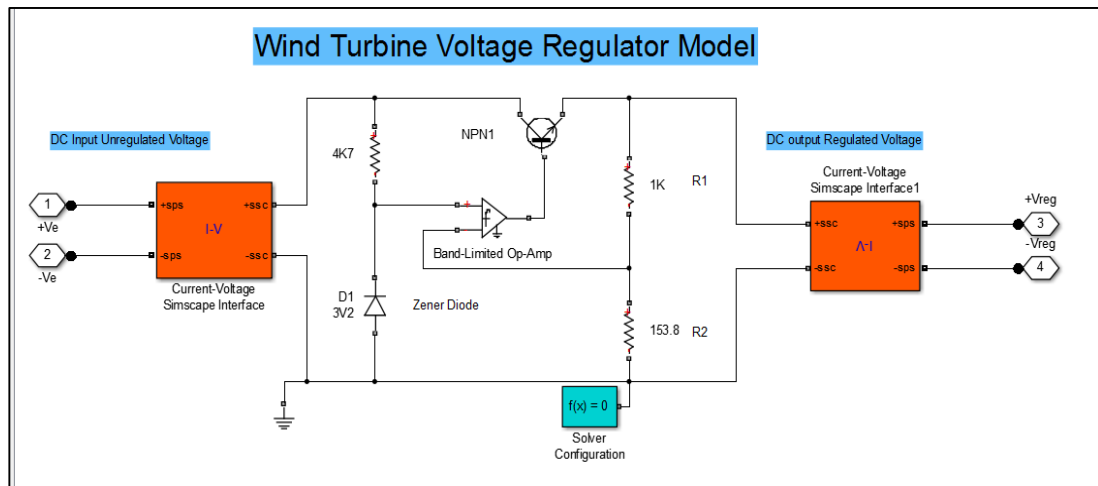 Wind Turbine Voltage Regulator Model
DC Input Unregulated Voltage
1
+Ve
2
-Ve
+sps
+ssc
I-V
-sps
-ssc
Current-Voltage
Simscape Interface
4K7
NPN1
+
-
Band-Limited Op-Amp
D1
3V2
Zener Diode
1K
R1
153.8
R2
f(x) = 0
Solver
Configuration
DC output Regulated Voltage
Current-Voltage
Simscape Interface1
+ssc
+sps
I-V
-ssc
-sps
+Vreg
3
-Vreg
4